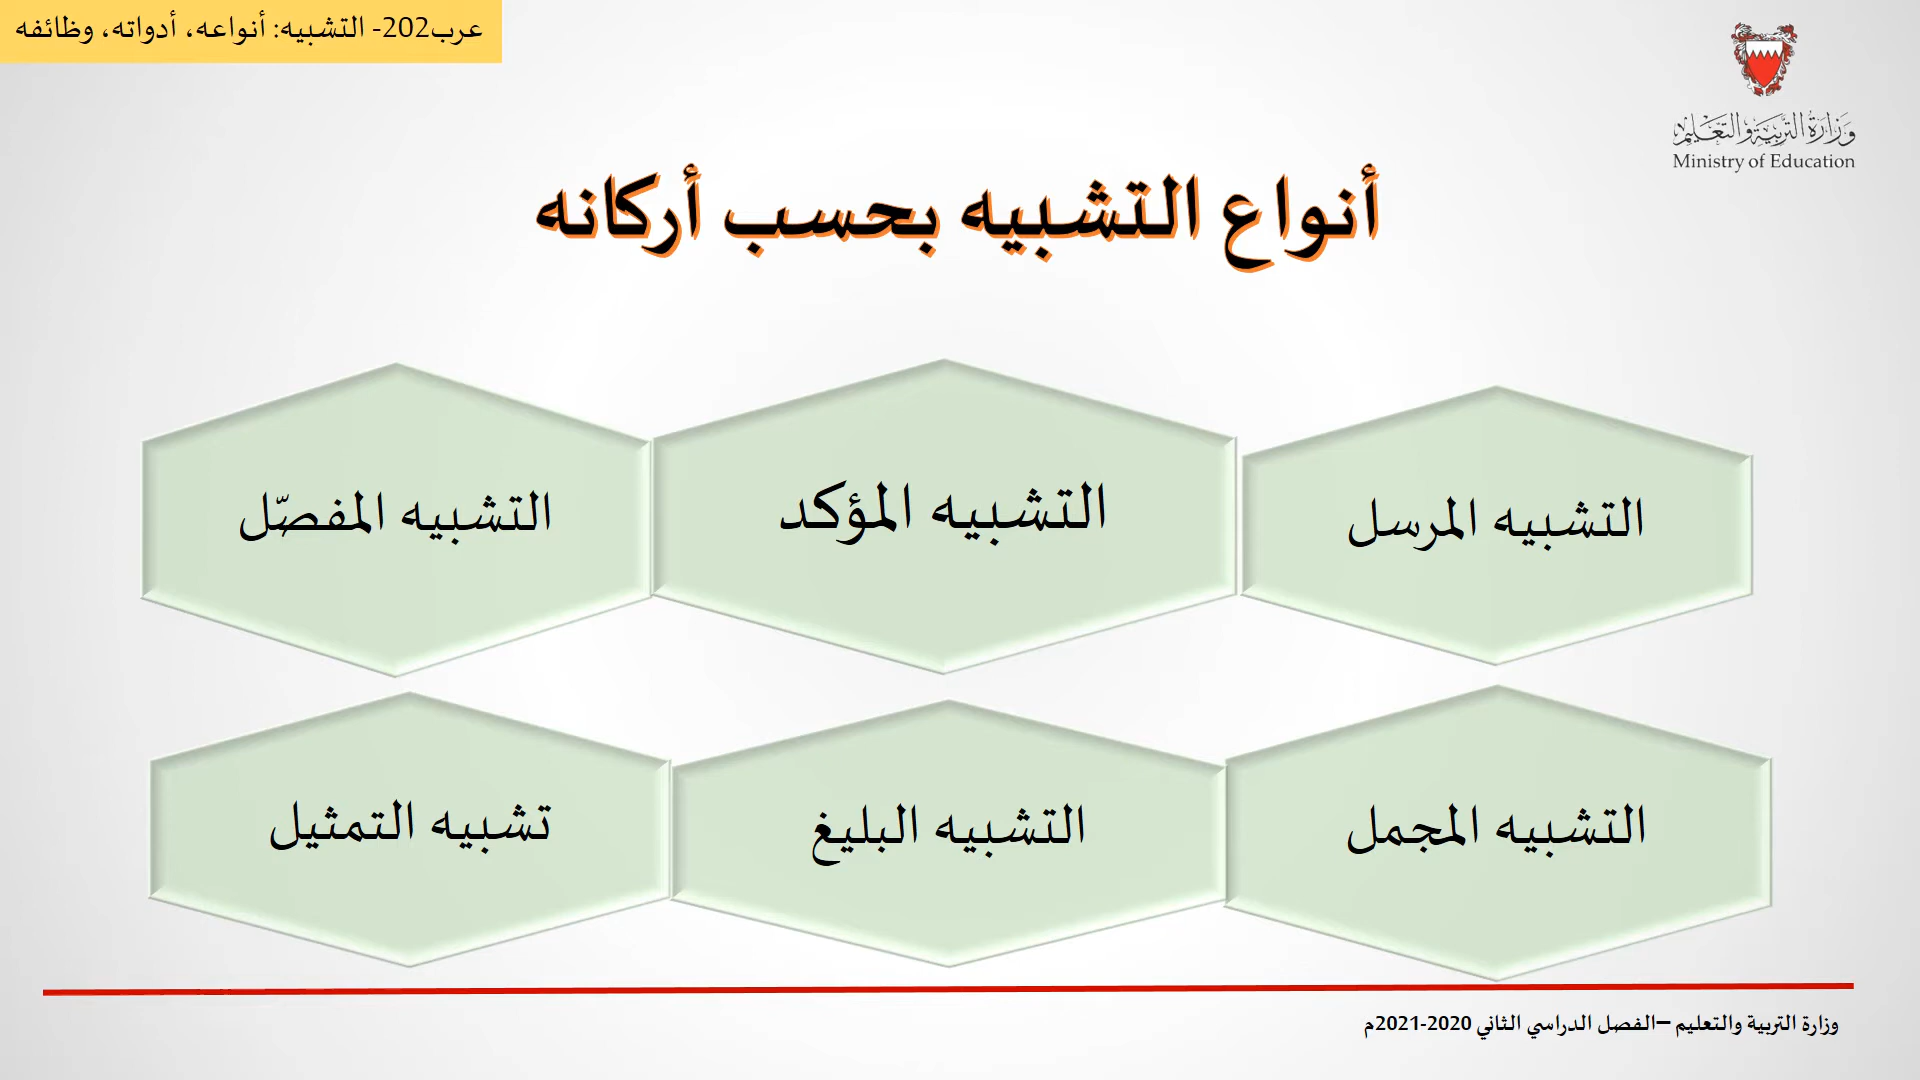 عرب202- التشبيه: أنواعه، أدواته، وظائفه
وزارة التربية والتعليم
Ministry of Education
أنواع التشبيه بحسب أركانه
التشبيه المرسل
التشبيه المؤكد
التشبيه المفصّل
التشبيه المجمل
التشبيه البليغ
تشبيه التمثيل
وزارة التربية والتعليم –الفصل الدراسي الثاني 2020-2021م